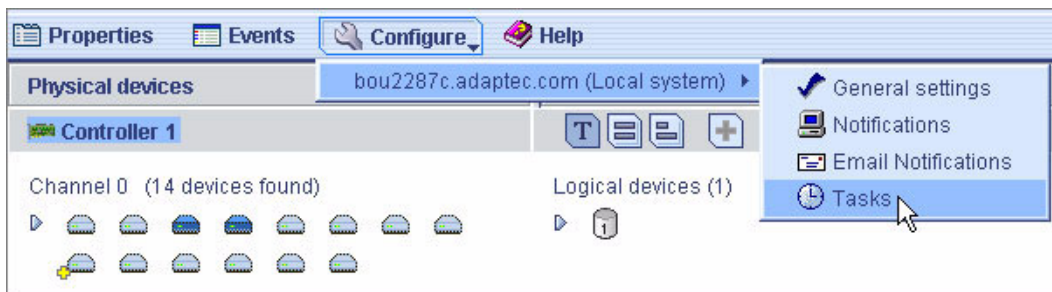 Properties Events Configure Help
Physical devices
bou2287c.adaptec.com (Local system)
General settings
Notifications
Email Notifications
Tasks
Controller 1
T
Channel 0 (14 devices found)
Logical devices (1)
1